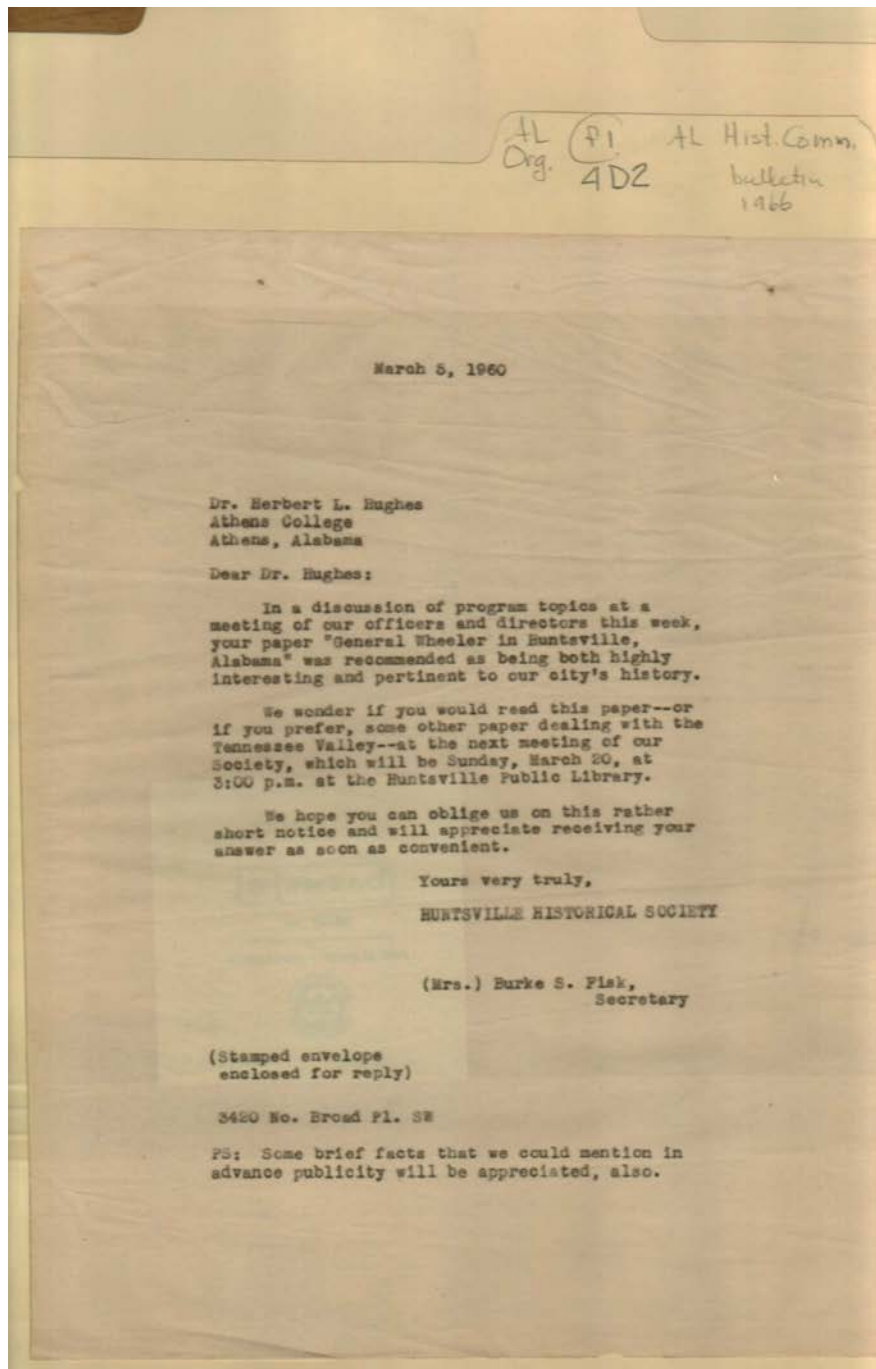 AL P1 AL Hist. Comm.
Org. 4D2 bulletin
1966
March 5, 1960
Dr. Herbert L. Hughes
Athens College
Athens, Alabama
Dear Dr. Hughes:
In a discussion of program topics at a
meeting of our officers and directors this week,
your paper "General Wheeler in Huntsville,
Alabama" was recommended as being both highly
interesting and pertinent to our city's history.
We wonder if you would read this paper--or
if you prefer, some other paper dealing with the
Tennessee Valley--at the next meeting of our
Society, which will be Sunday, March 20, at
3:00 p.m. at the Huntsville Public Library.
We hope you can oblige us on this rather
short notice and will appreciate receiving your
answer as soon as convenient.
Yours very truly,
HUNTSVILLE HISTORICAL SOCIETY
(Mrs.) Burke S. Fisk,
Secretary
(Stamped envelope
enclosed for reply)
3420 No. Broad Pl. SW
PS: Some brief facts that we could mention in
advance publicity will be appreciated, also.